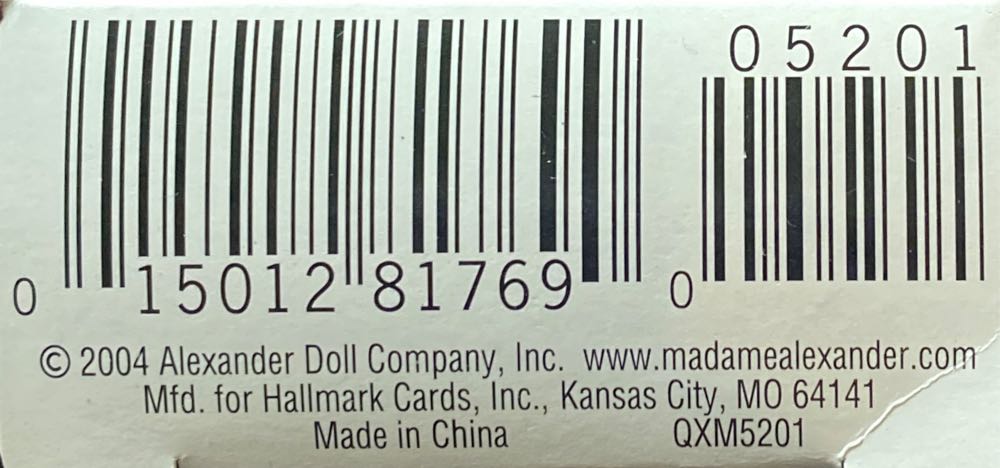 05201
0 15012 81769 0
© 2004 Alexander Doll Company, Inc. www.madamealexander.com
Mfd. for Hallmark Cards, Inc., Kansas City, MO 64141
Made in China QXM5201